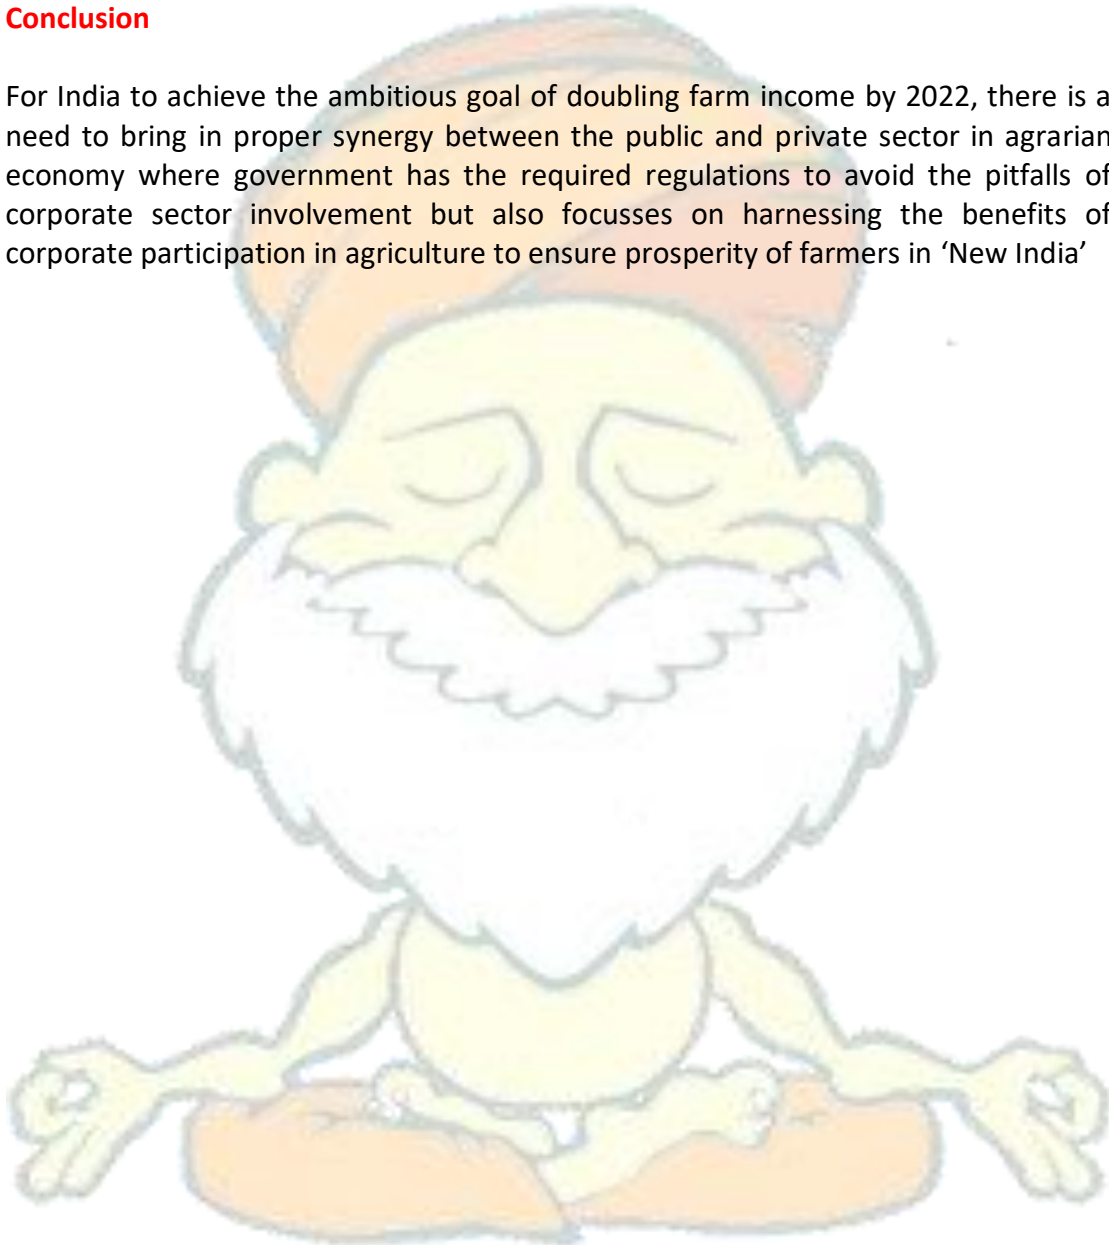 Conclusion
For India to achieve the ambitious goal of doubling farm income by 2022, there is a
need to bring in proper synergy between the public and private sector in agrarian
economy where government has the required regulations to avoid the pitfalls of
corporate sector involvement but also focusses on harnessing the benefits of
corporate participation in agriculture to ensure prosperity of farmers in ‘New India’